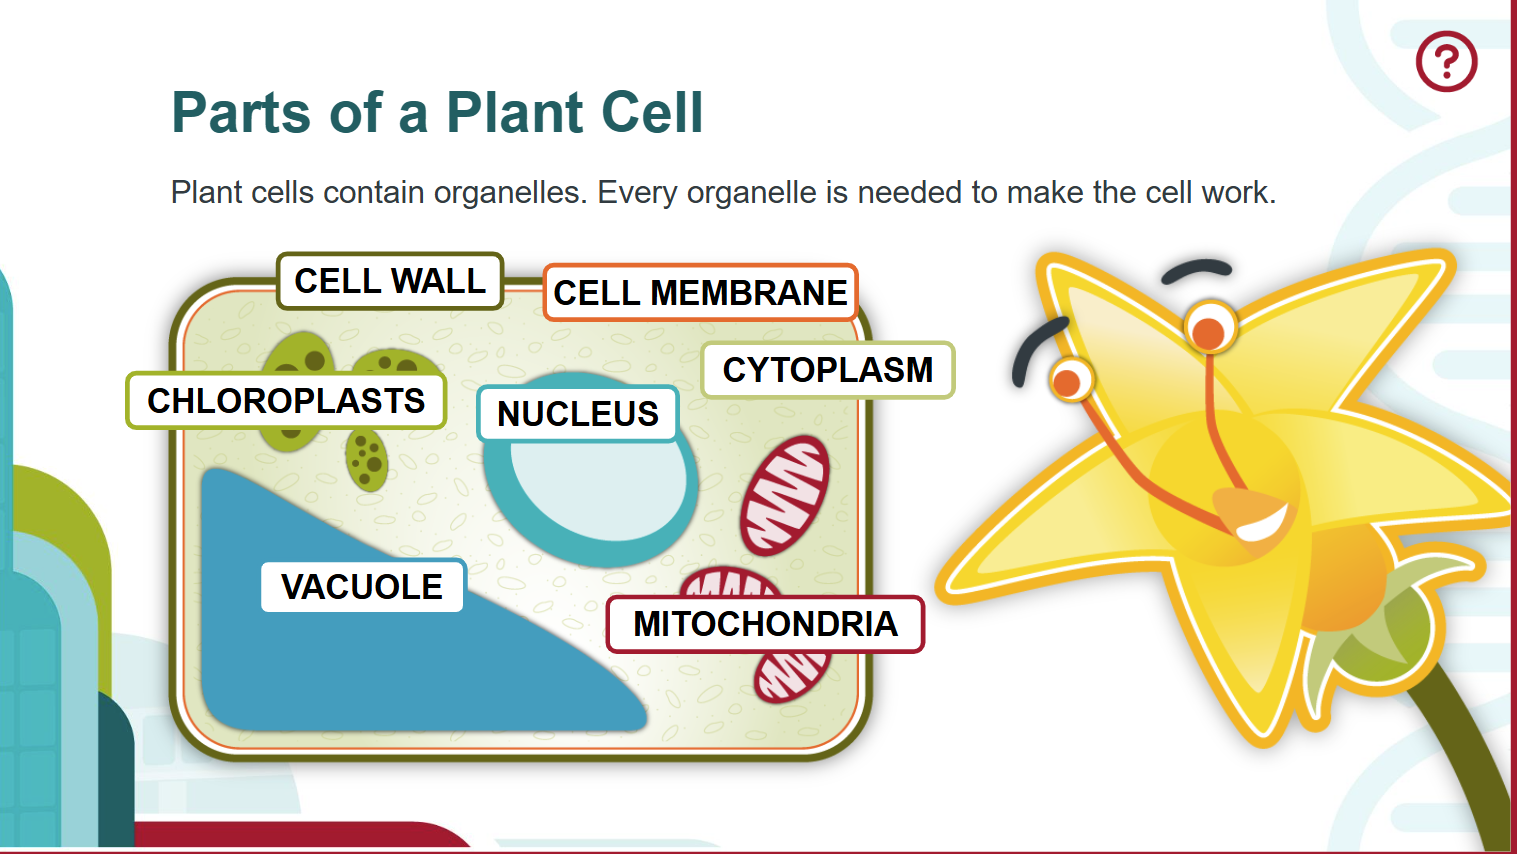 Parts of a Plant Cell
Plant cells contain organelles. Every organelle is needed to make the cell work.
CELL WALL
CELL MEMBRANE
CYTOPLASM
CHLOROPLASTS
NUCLEUS
VACUOLE
MITOCHONDRIA
?